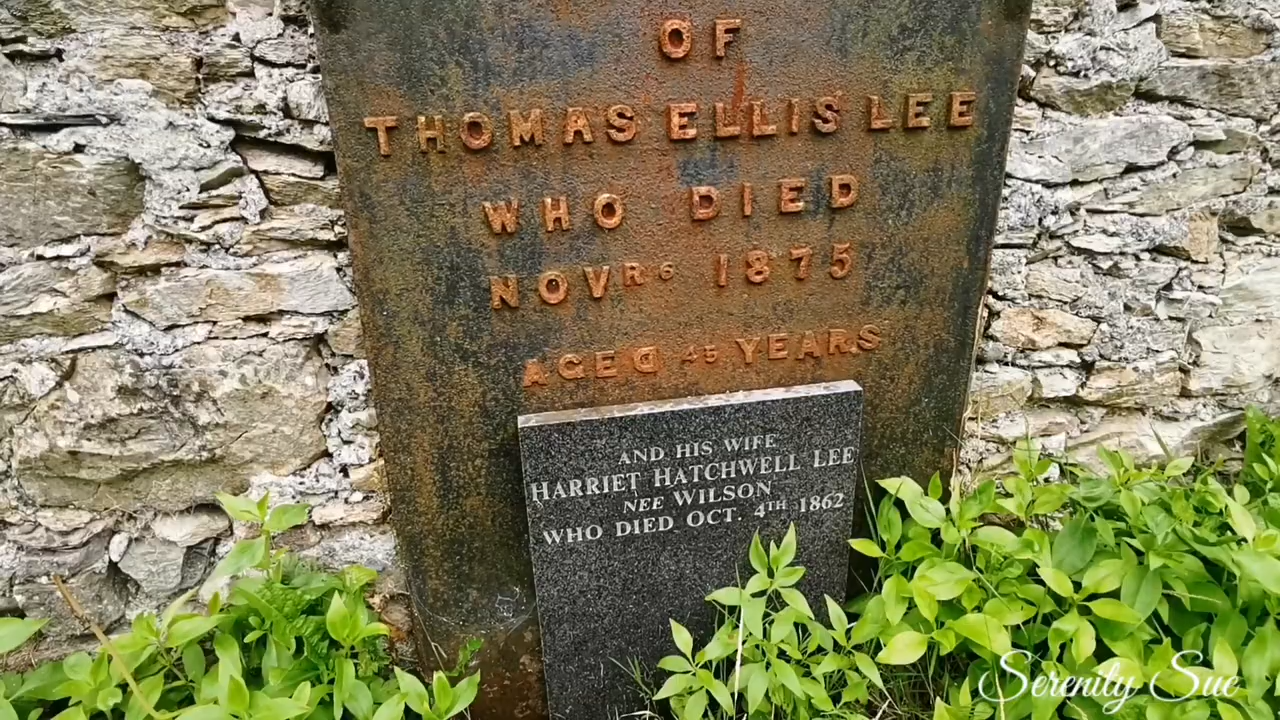 OF
THOMAS ELLIS LEE
WHO DIED
NOVR 6 1875
AGED 45 YEARS
AND HIS WIFE
HARRIET HATCHWELL LEE
NEE WILSON
WHO DIED OCT. 4TH 1862
Serenity Sue